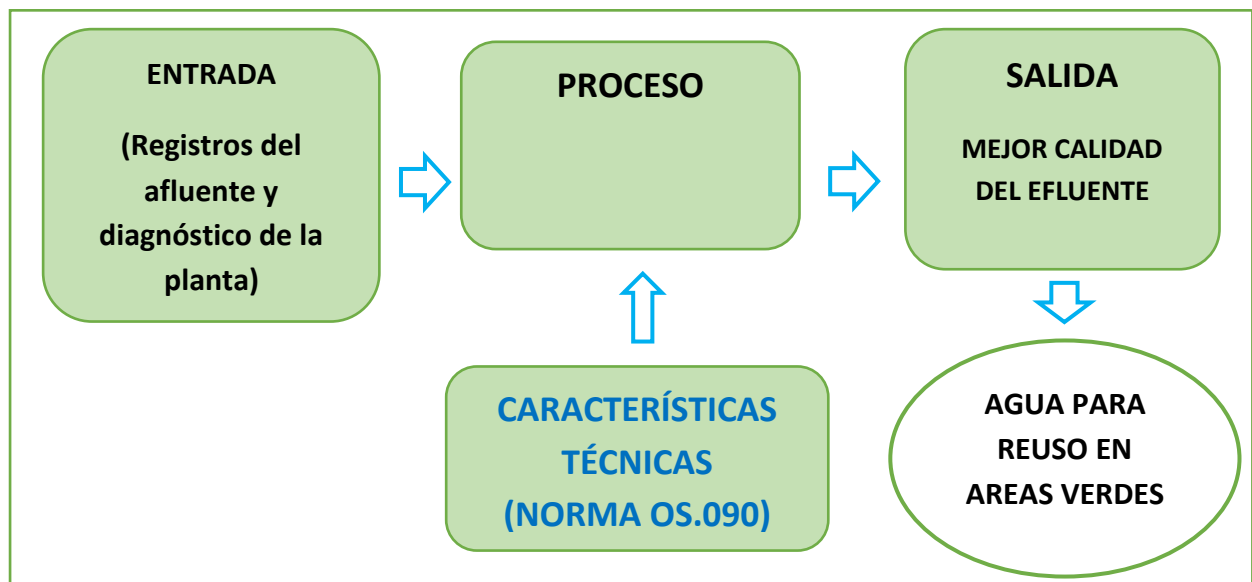 ENTRADA
(Registros del
afluente y
diagnóstico de la
planta)
PROCESO
SALIDA
MEJOR CALIDAD
DEL EFLUENTE
CARACTERÍSTICAS
TÉCNICAS
(NORMA OS.090)
AGUA PARA
REUSO EN
AREAS VERDES